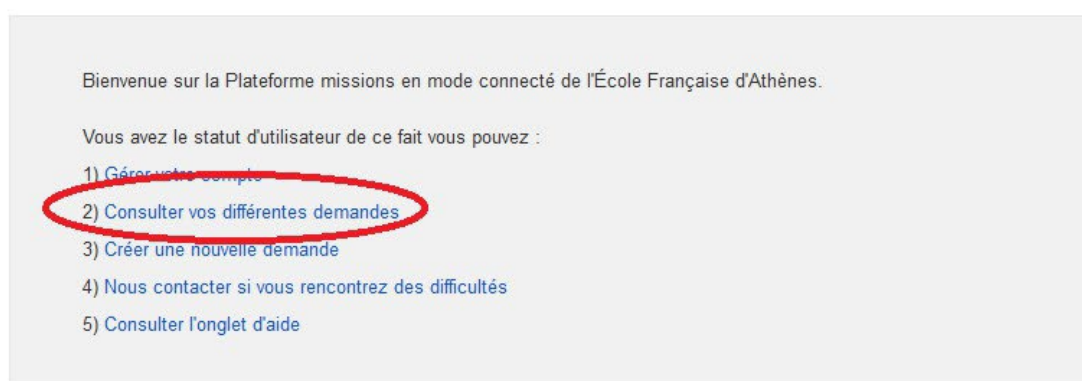 Bienvenue sur la Plateforme missions en mode connecté de l'École Française d'Athènes.
Vous avez le statut d'utilisateur de ce fait vous pouvez :
1) Gérer votre compte
2) Consulter vos différentes demandes
3) Créer une nouvelle demande
4) Nous contacter si vous rencontrez des difficultés
5) Consulter l'onglet d'aide